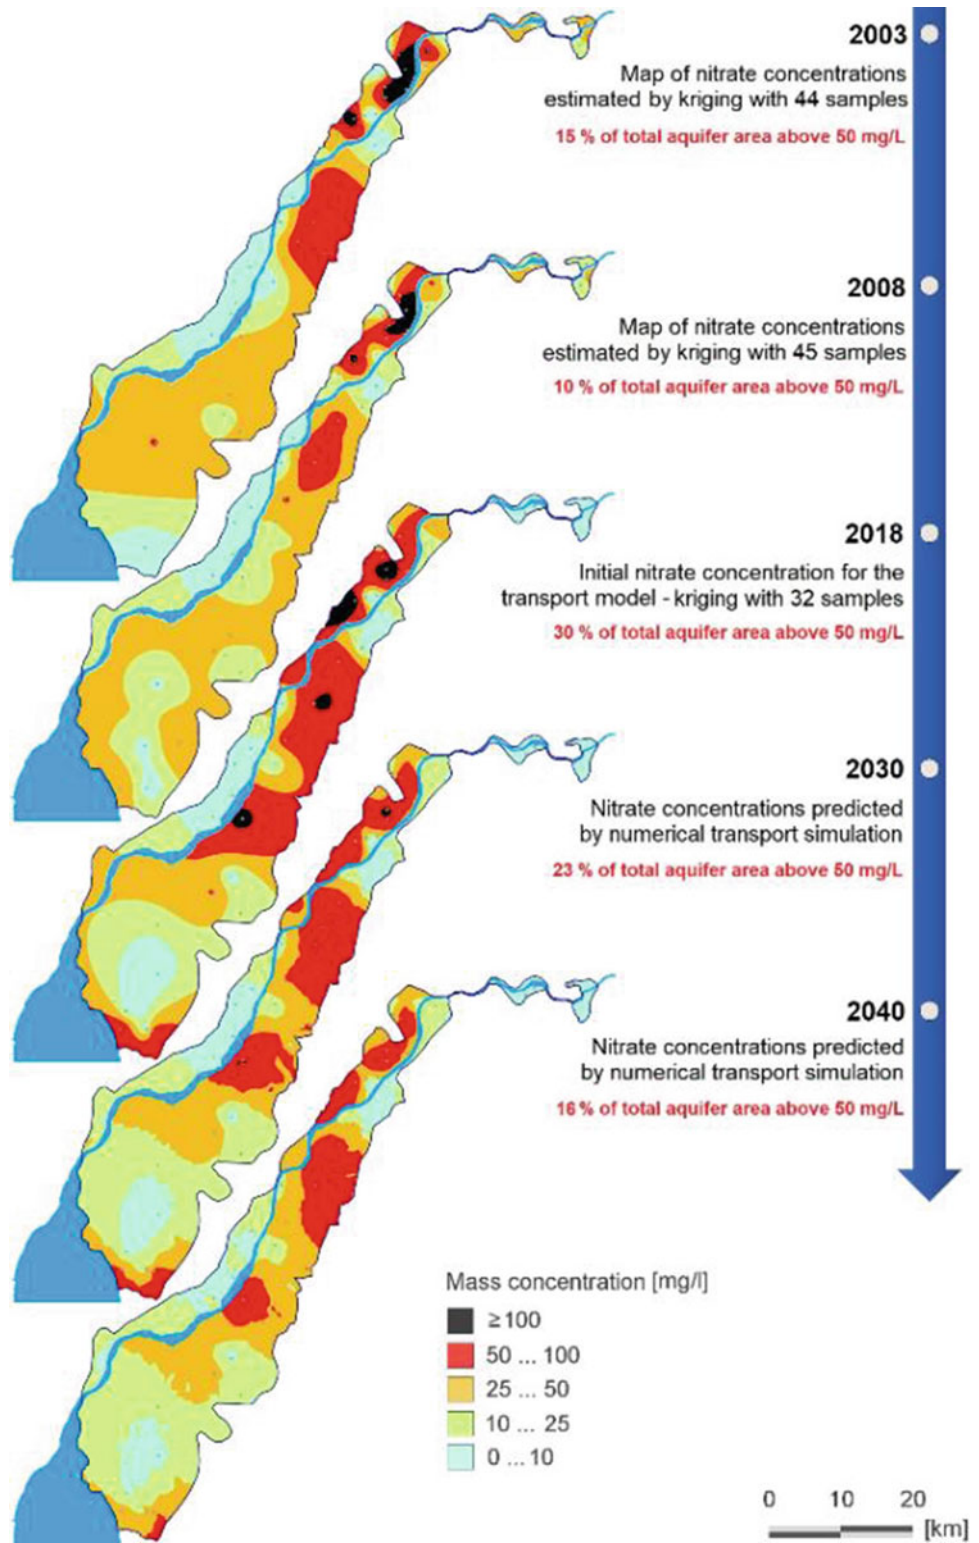 2003
Map of nitrate concentrations
estimated by kriging with 44 samples
15 % of total aquifer area above 50 mg/L
2008
Map of nitrate concentrations
estimated by kriging with 45 samples
10 % of total aquifer area above 50 mg/L
2018
Initial nitrate concentration for the
transport model - kriging with 32 samples
30 % of total aquifer area above 50 mg/L
2030
Nitrate concentrations predicted
by numerical transport simulation
23 % of total aquifer area above 50 mg/L
2040
Nitrate concentrations predicted
by numerical transport simulation
16 % of total aquifer area above 50 mg/L
Mass concentration [mg/l]
≥ 100
50 ... 100
25 ... 50
10 ... 25
0 ... 10
0 10 20
[km]